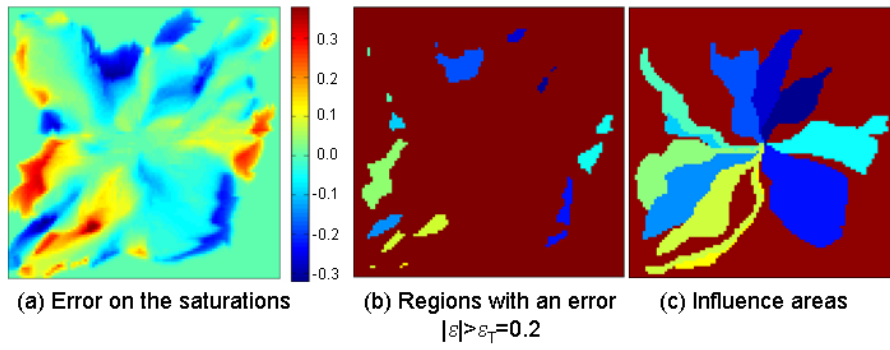 0.3
0.2
0.1
0.0
-0.1
-0.2
-0.3
(a) Error on the saturations
(b) Regions with an error
|ε|>ε_T=0.2
(c) Influence areas